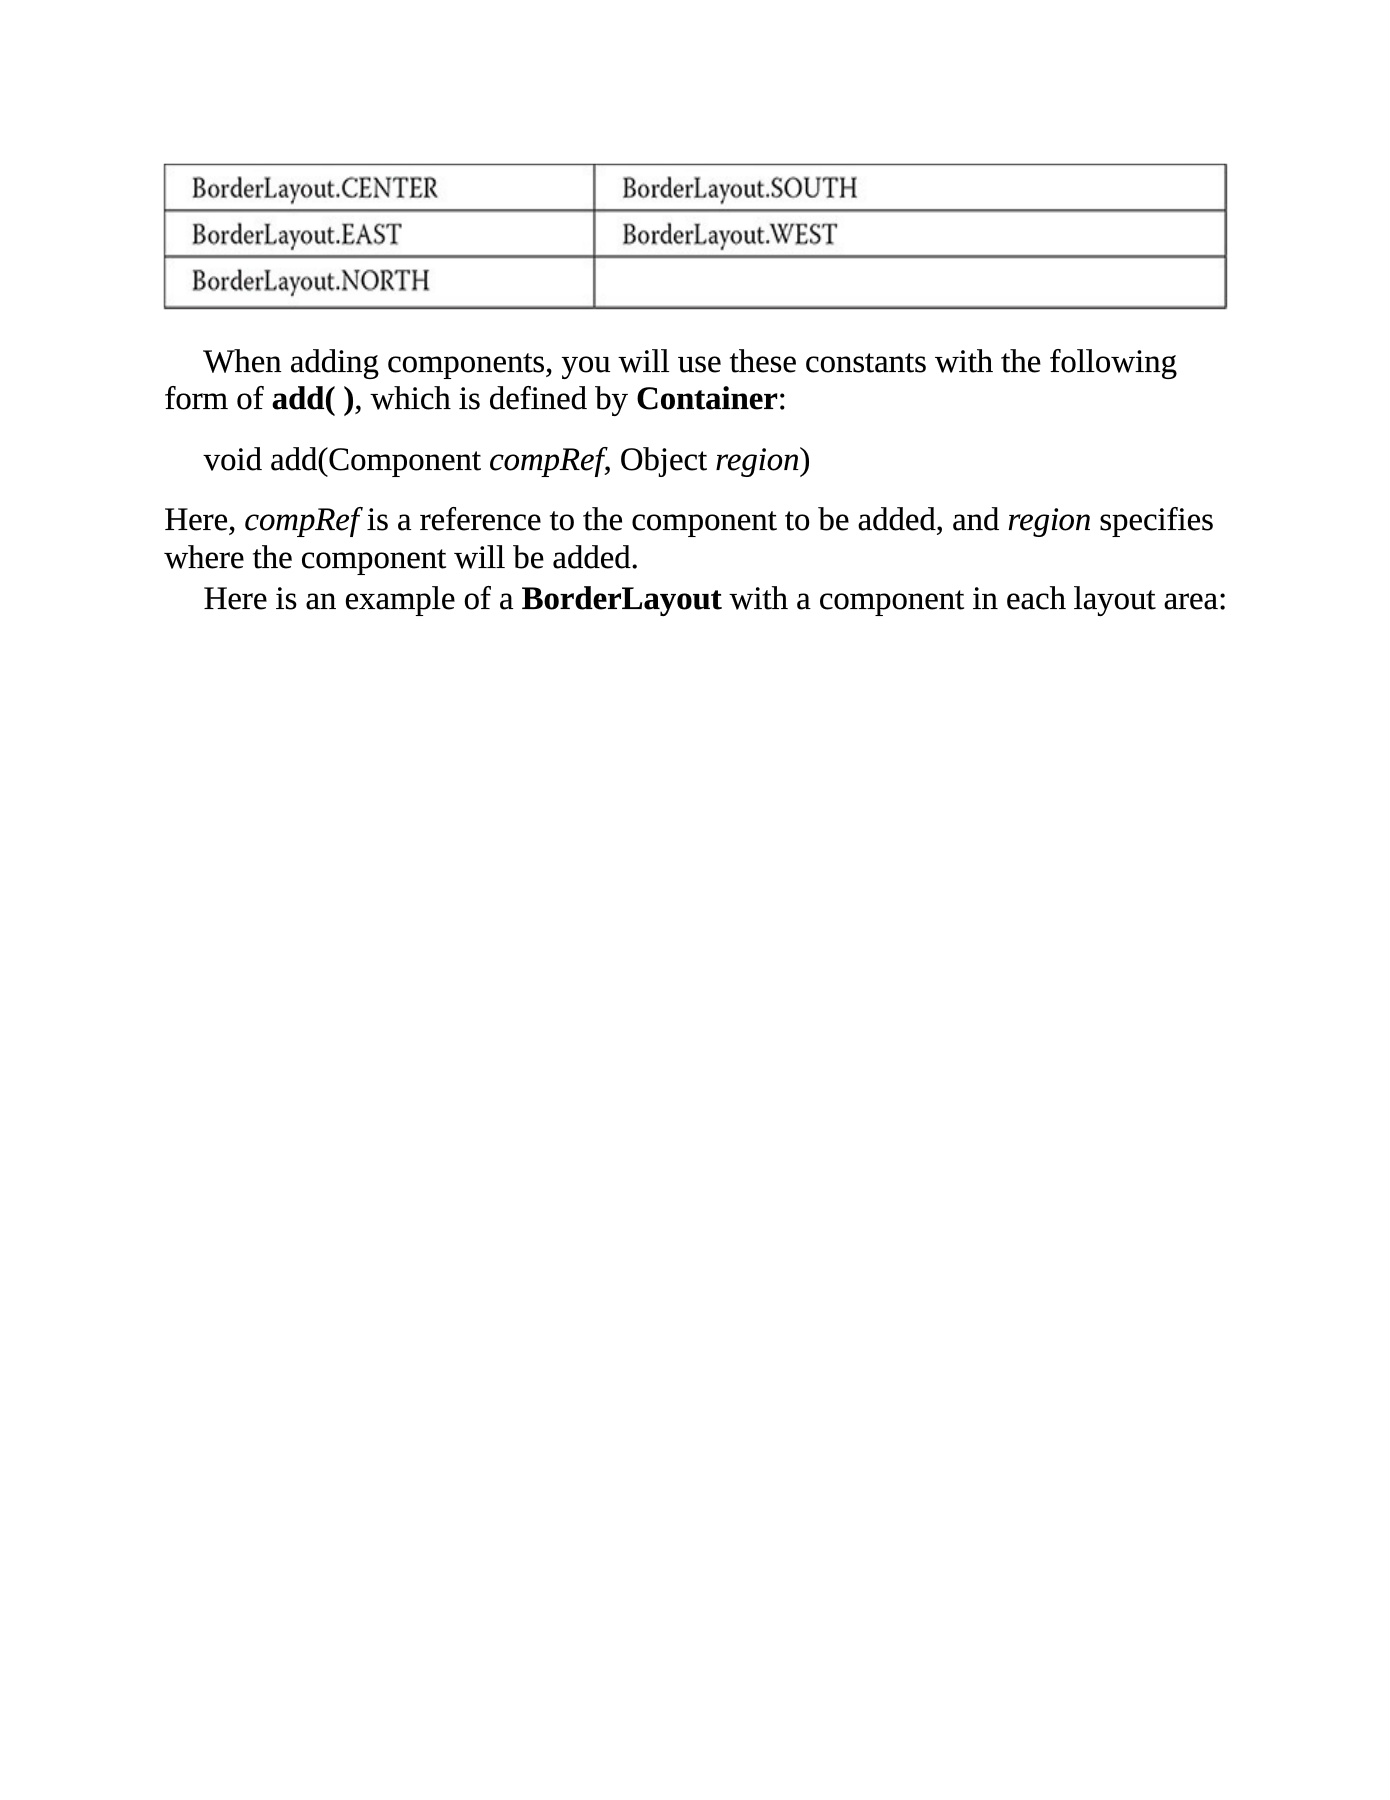 BorderLayout.CENTER BorderLayout.SOUTH
BorderLayout.EAST BorderLayout.WEST
BorderLayout.NORTH
When adding components, you will use these constants with the following
form of add( ), which is defined by Container:
void add(Component compRef, Object region)
Here, compRef is a reference to the component to be added, and region specifies
where the component will be added.
Here is an example of a BorderLayout with a component in each layout area: